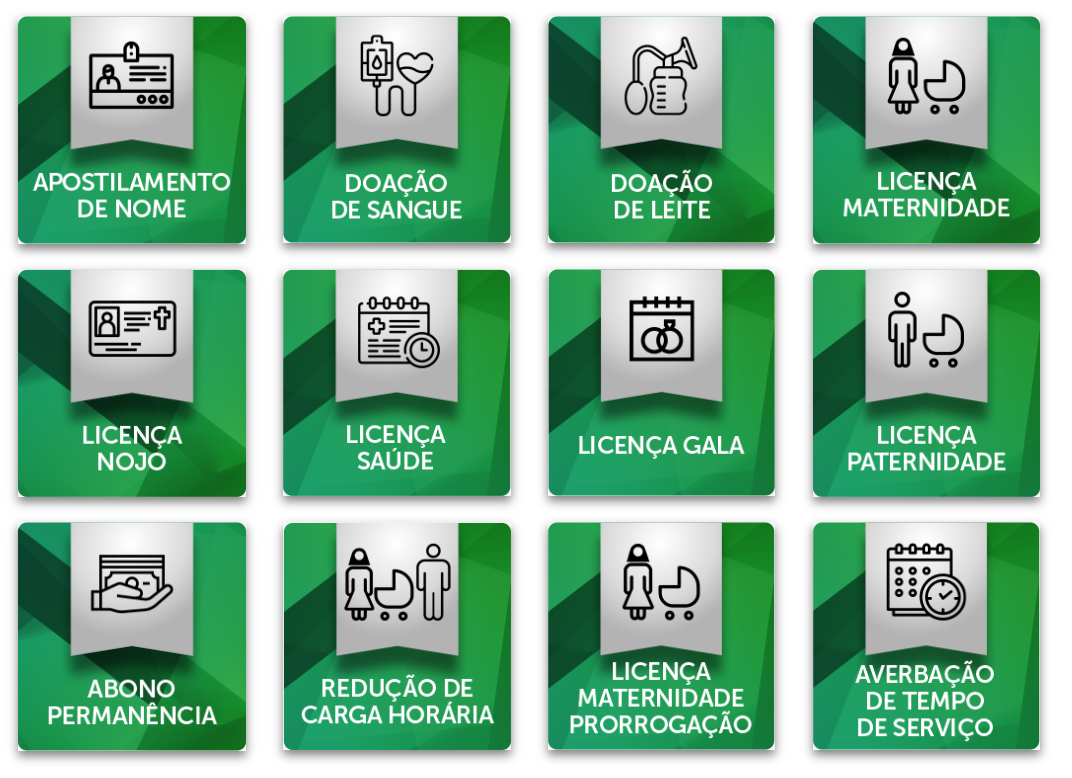 APOSTILAMENTO
DE NOME
DOAÇÃO
DE SANGUE
DOAÇÃO
DE LEITE
LICENÇA
MATERNIDADE
LICENÇA
NOJO
LICENÇA
SAÚDE
LICENÇA GALA
LICENÇA
PATERNIDADE
ABONO
PERMANÊNCIA
REDUÇÃO DE
CARGA HORÁRIA
LICENÇA
MATERNIDADE
PRORROGAÇÃO
AVERBAÇÃO
DE TEMPO
DE SERVIÇO